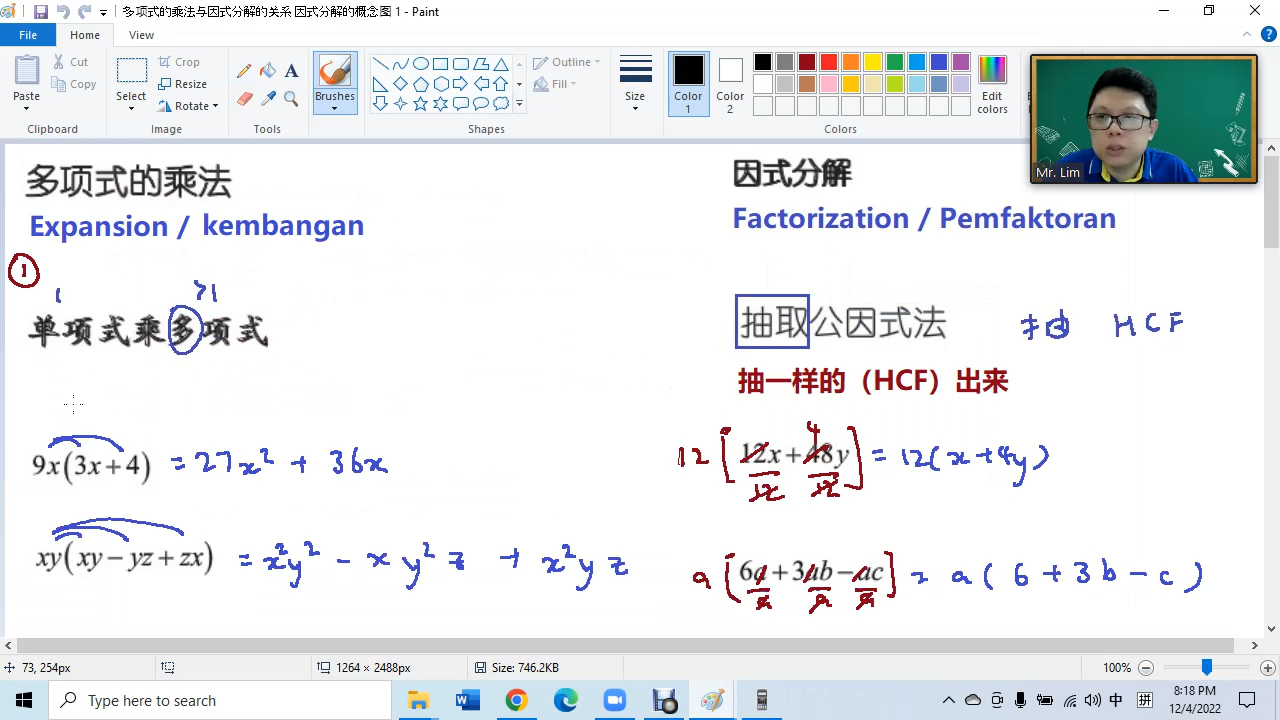 多项式的乘法与因式分解的关系 因式分解的概念图 1 - Paint
File Home View
Paste Cut Copy
Clipboard
Select Crop Resize Rotate
Image
Tools
Brushes
Outline Fill
Shapes
Size
Color 1 Color 2
Edit colors
Colors
Mr. Lim
多项式的乘法
Expansion / kembangan
1
1 >1
单项式乘多项式
9x(3x+4) = 27x² + 36x
xy(xy − yz + zx) = x²y² − xy²z + x²yz
因式分解
Factorization / Pemfaktoran
抽取公因式法 HCF
抽一样的（HCF）出来
4
12 [12x + 48y] = 12(x+4y)
12 12
a [6a + 3ab − ac] = a(6 + 3b − c)
a a a
73, 254px 1264 × 2488px Size: 746.2KB 100%
Type here to search
中 拼 8:18 PM
12/4/2022